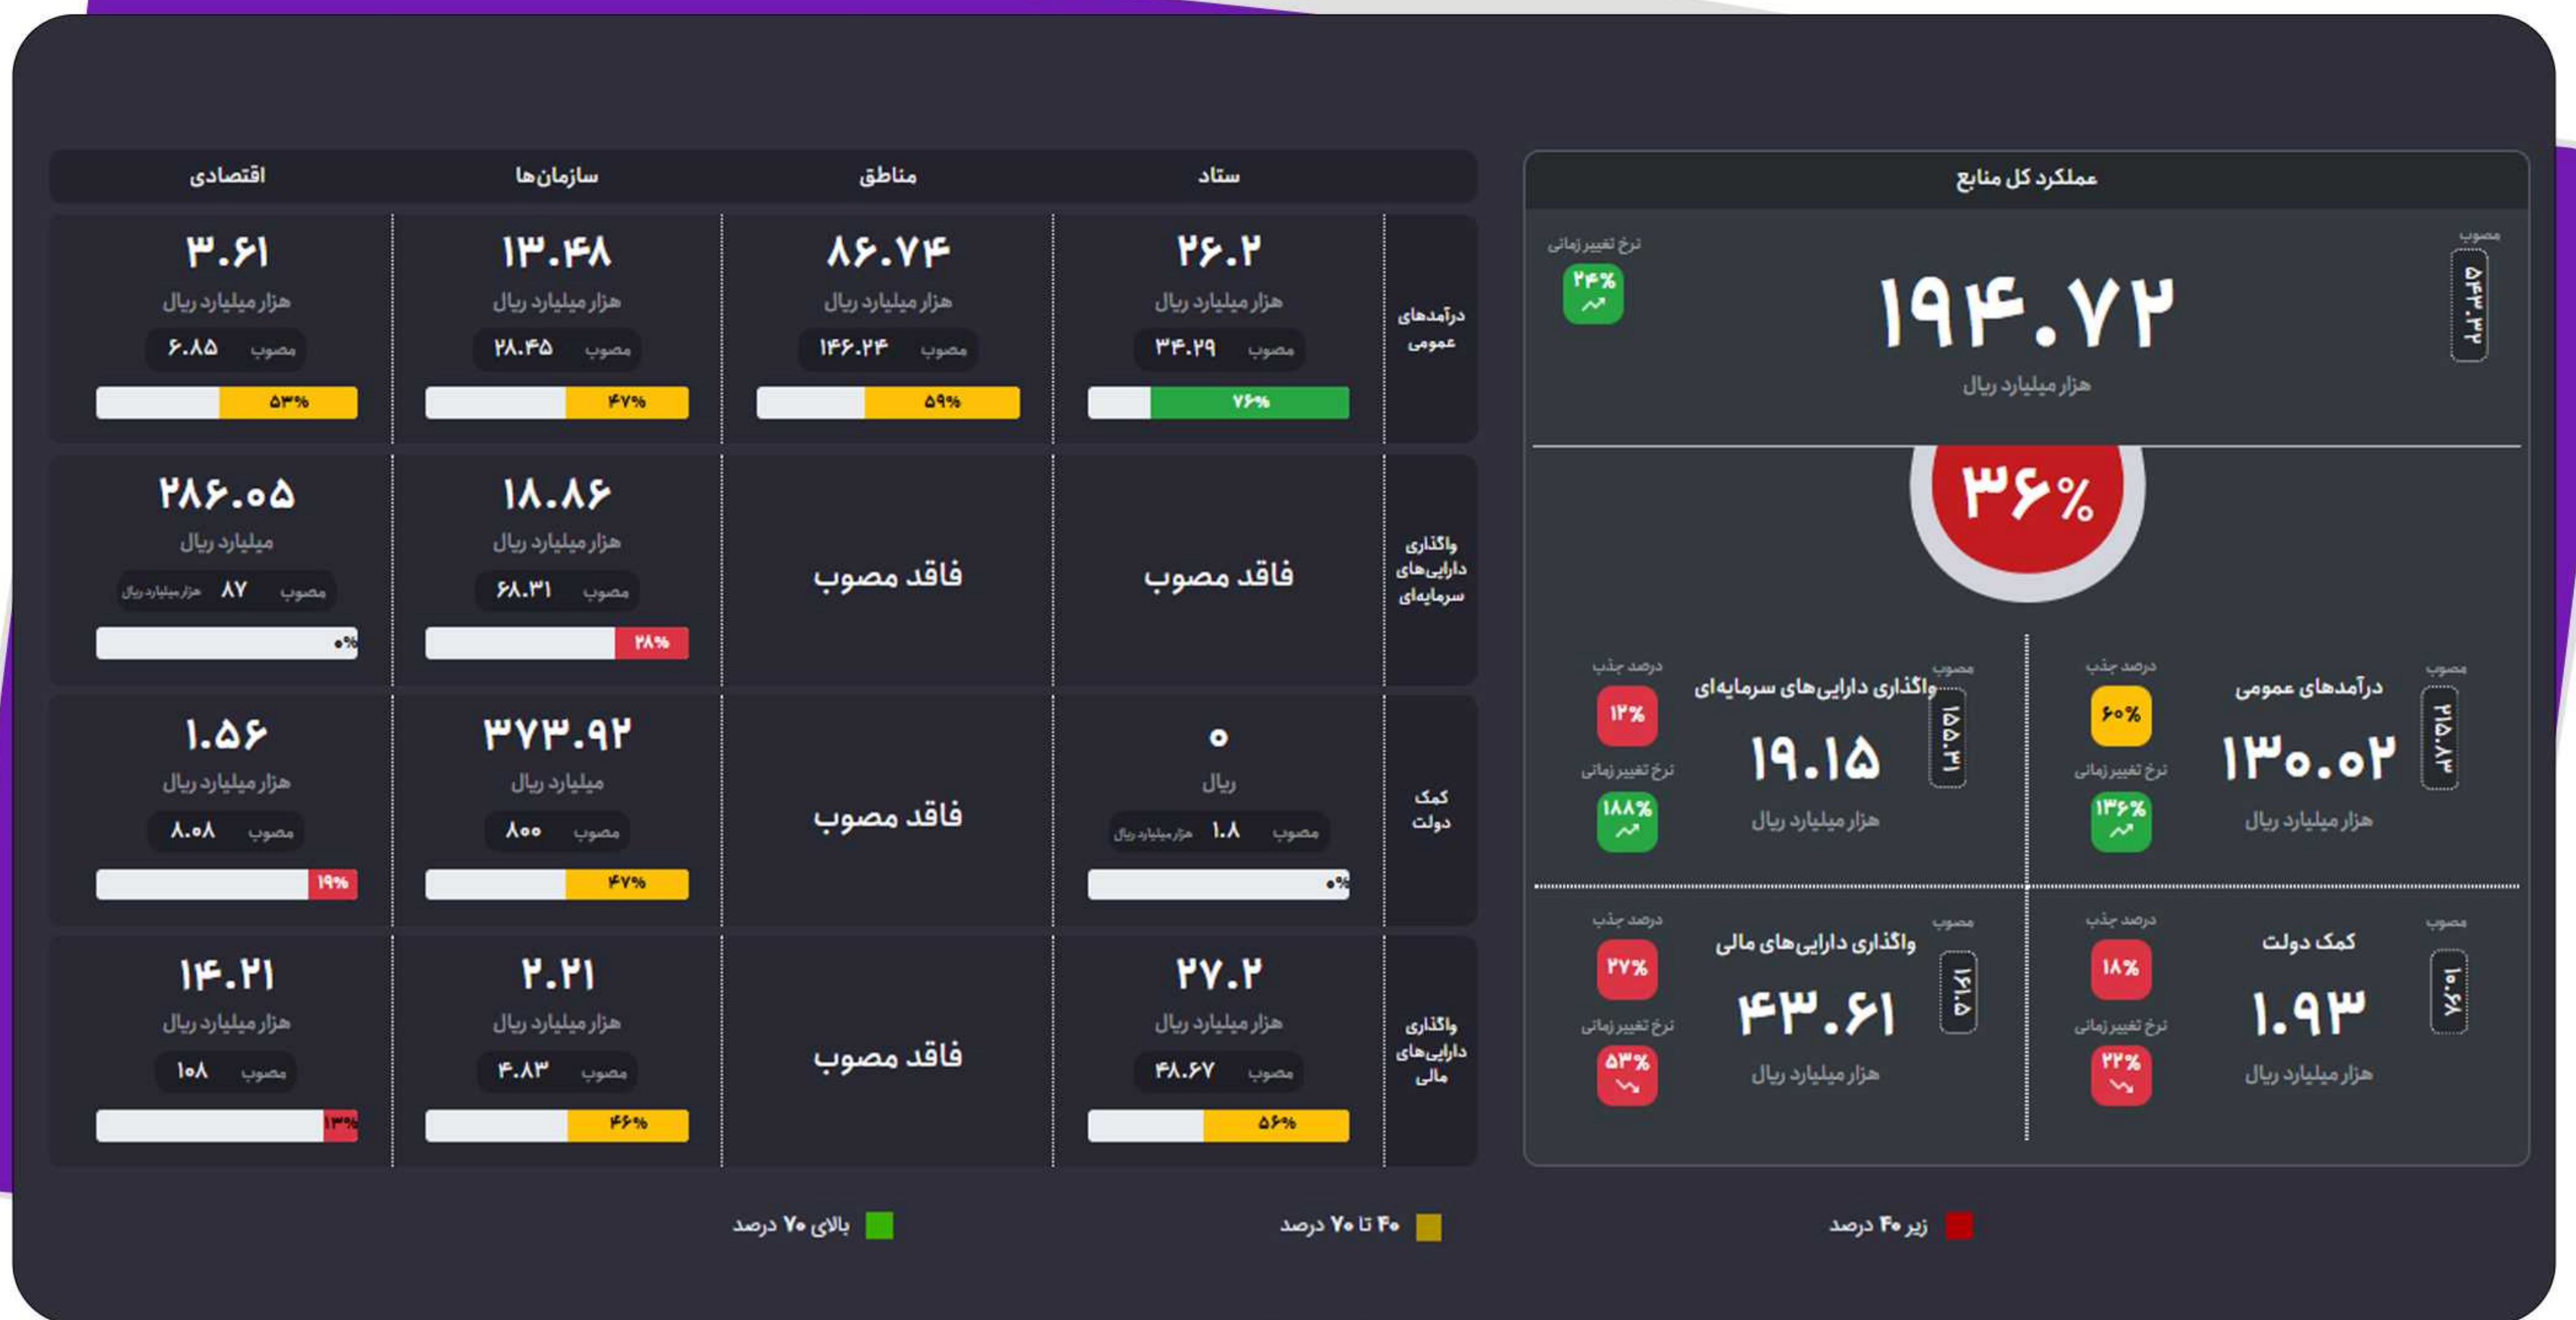 عملکرد کل منابع
مصوب
۵۴۳.۳۲
۱۹۴.۷۲
هزار میلیارد ریال
نرخ تغییر زمانی
۲۴%
۳۶%
مصوب
۲۱۵.۸۳
درآمدهای عمومی
۱۳۰.۰۲
هزار میلیارد ریال
درصد جذب
۶۰%
نرخ تغییر زمانی
۱۳۶%
مصوب
۱۵۵.۳۱
واگذاری دارایی‌های سرمایه‌ای
۱۹.۱۵
هزار میلیارد ریال
درصد جذب
۱۲%
نرخ تغییر زمانی
۱۸۸%
مصوب
۱۰.۶۸
کمک دولت
۱.۹۳
هزار میلیارد ریال
درصد جذب
۱۸%
نرخ تغییر زمانی
۲۲%
مصوب
۱۶۱.۵
واگذاری دارایی‌های مالی
۴۳.۶۱
هزار میلیارد ریال
درصد جذب
۲۷%
نرخ تغییر زمانی
۵۳%
ستاد مناطق سازمان‌ها اقتصادی
درآمدهای
عمومی
۲۶.۲
هزار میلیارد ریال
مصوب ۳۴.۲۹
۷۶%
۸۶.۷۴
هزار میلیارد ریال
مصوب ۱۴۶.۲۴
۵۹%
۱۳.۴۸
هزار میلیارد ریال
مصوب ۲۸.۴۵
۴۷%
۳.۶۱
هزار میلیارد ریال
مصوب ۶.۸۵
۵۳%
واگذاری
دارایی‌های
سرمایه‌ای
فاقد مصوب
فاقد مصوب
۱۸.۸۶
هزار میلیارد ریال
مصوب ۶۸.۳۱
۲۸%
۲۸۶.۰۵
میلیارد ریال
مصوب ۸۷ هزار میلیارد ریال
۰%
کمک
دولت
۰
ریال
مصوب ۱.۸ هزار میلیارد ریال
۰%
فاقد مصوب
۳۷۳.۹۲
میلیارد ریال
مصوب ۸۰۰
۴۷%
۱.۵۶
هزار میلیارد ریال
مصوب ۸.۰۸
۱۹%
واگذاری
دارایی‌های
مالی
۲۷.۲
هزار میلیارد ریال
مصوب ۴۸.۶۷
۵۶%
فاقد مصوب
۲.۲۱
هزار میلیارد ریال
مصوب ۴.۸۳
۴۶%
۱۴.۲۱
هزار میلیارد ریال
مصوب ۱۰۸
۱۳%
زیر ۴۰ درصد
۴۰ تا ۷۰ درصد
بالای ۷۰ درصد